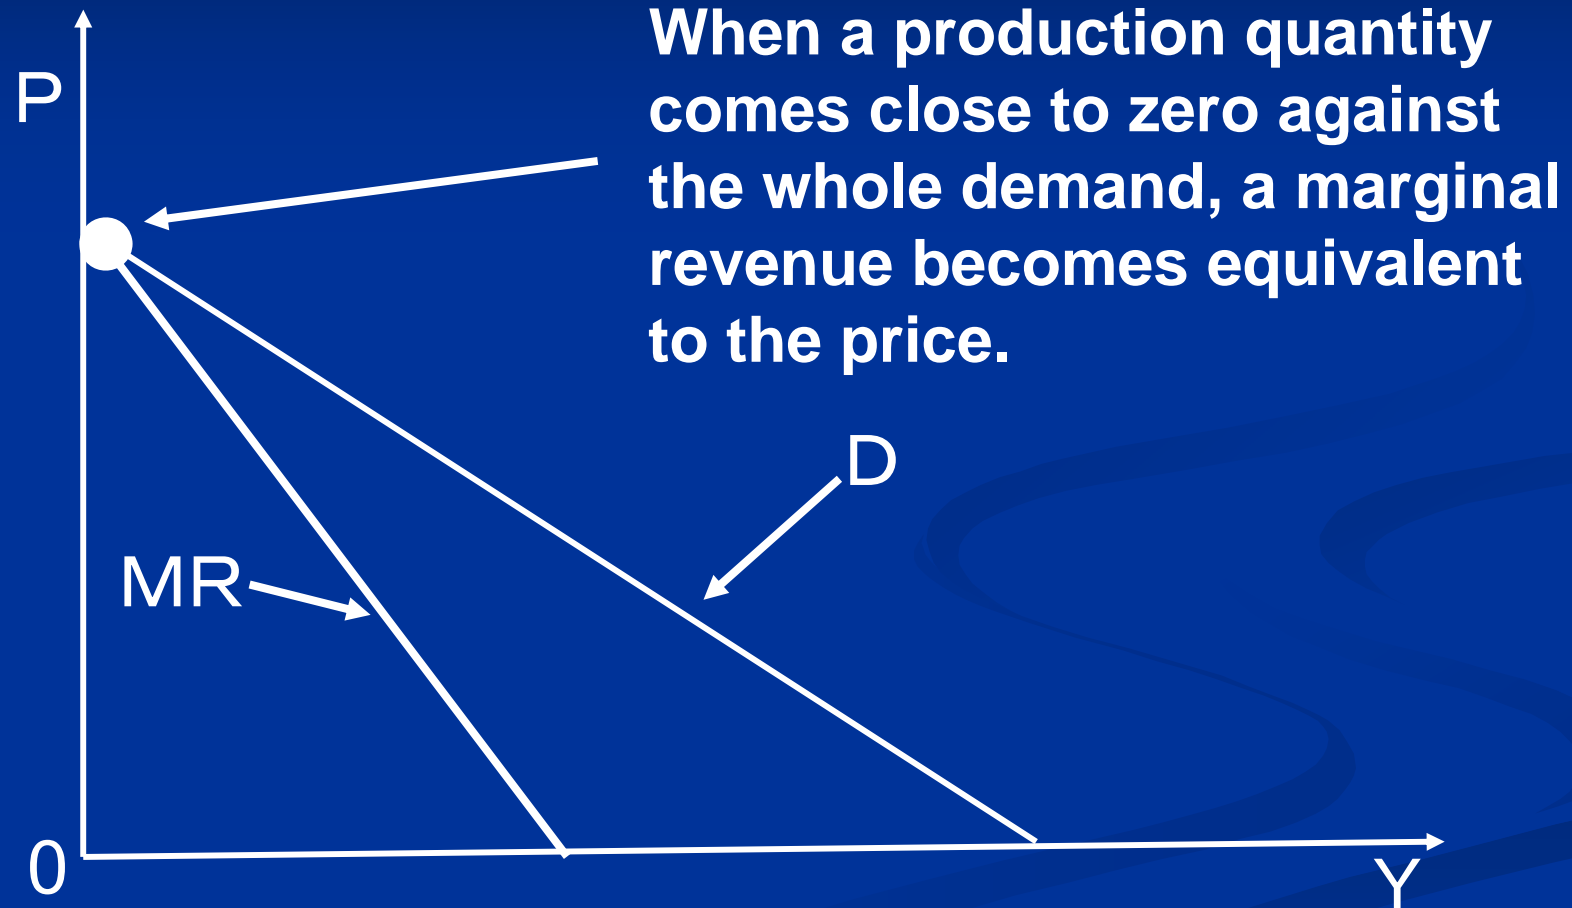 When a production quantity
comes close to zero against
the whole demand, a marginal
revenue becomes equivalent
to the price.
P
D
MR
0
Y